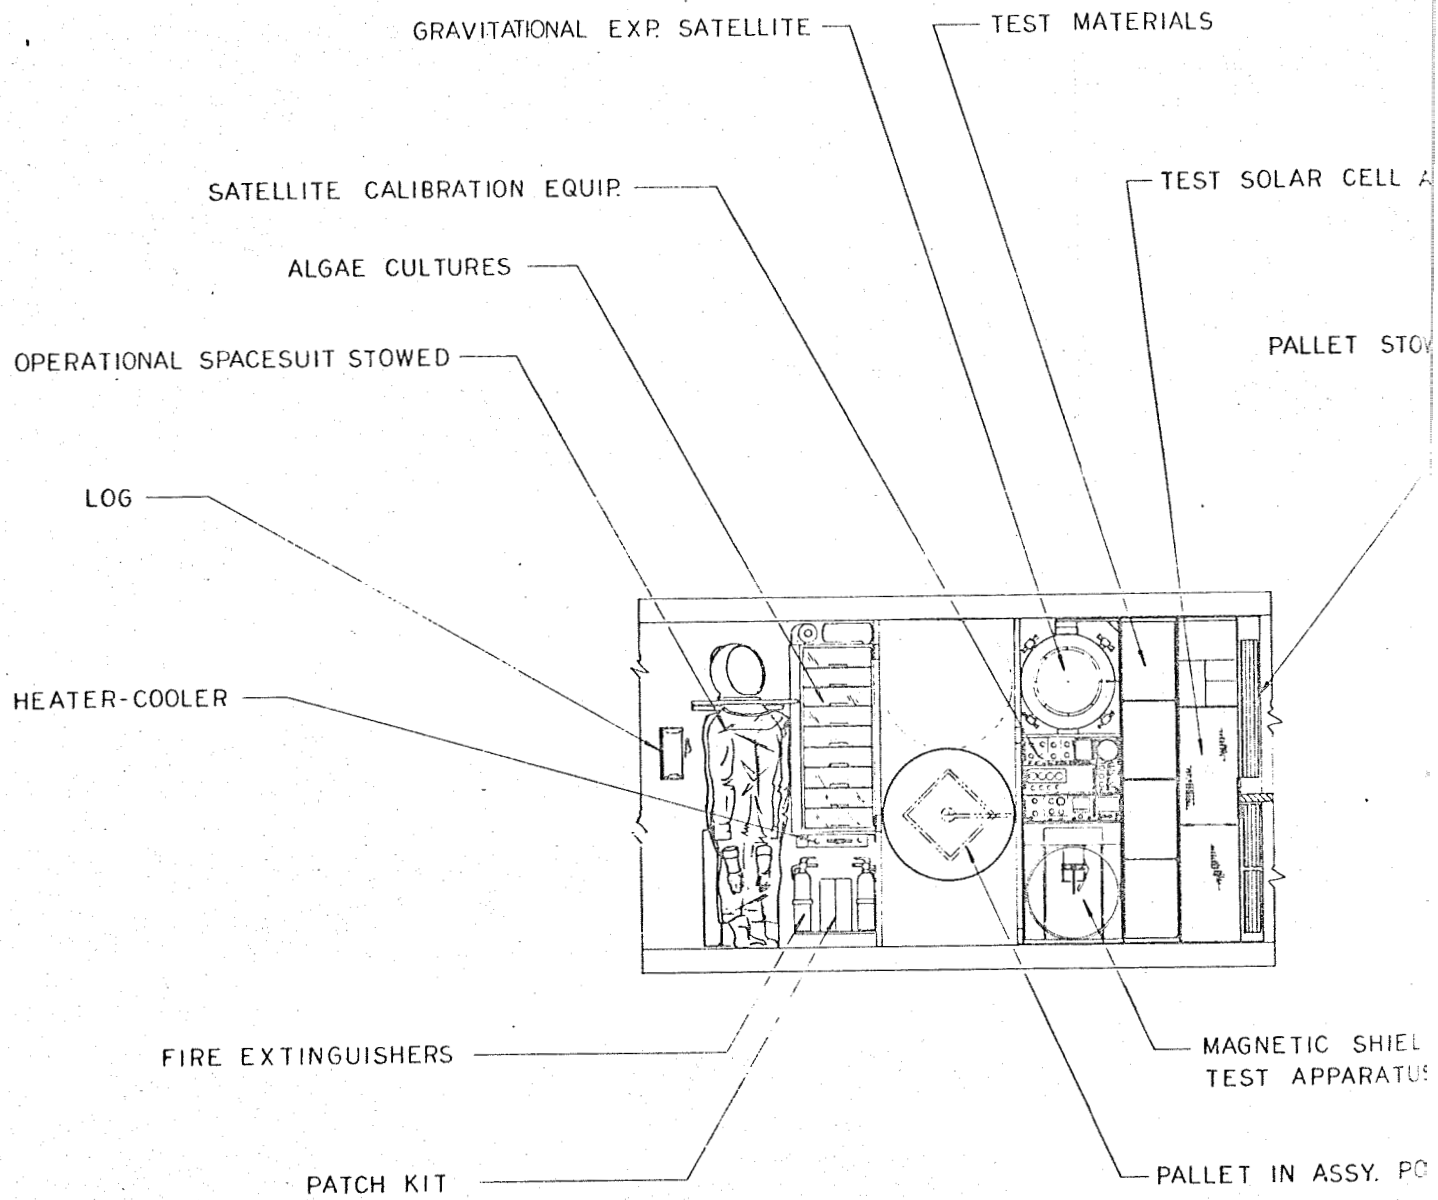 GRAVITATIONAL EXP. SATELLITE
TEST MATERIALS
SATELLITE CALIBRATION EQUIP.
TEST SOLAR CELL
ALGAE CULTURES
OPERATIONAL SPACESUIT STOWED
PALLET
LOG
HEATER-COOLER
FIRE EXTINGUISHERS
MAGNETIC
TEST APPARATUS
PATCH KIT
PALLET IN ASSY.